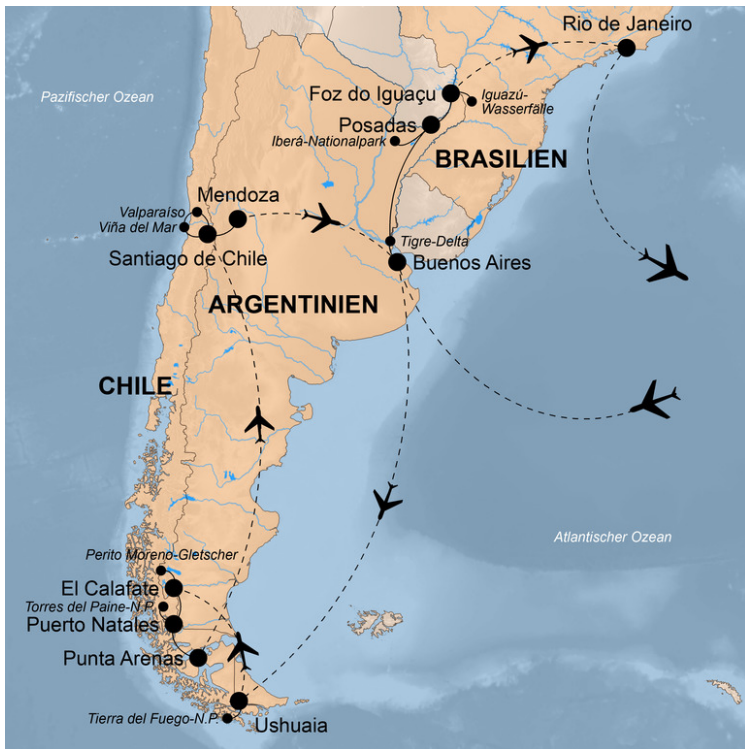 Rio de Janeiro
Pazifischer Ozean
Foz do Iguaçu
Iguazú-
Wasserfälle
Posadas
Iberá-Nationalpark
BRASILIEN
Mendoza
Valparaíso
Viña del Mar
Santiago de Chile
Tigre-Delta
Buenos Aires
ARGENTINIEN
CHILE
Atlantischer Ozean
Perito Moreno-Gletscher
El Calafate
Torres del Paine-N.P.
Puerto Natales
Punta Arenas
Tierra del Fuego-N.P.
Ushuaia